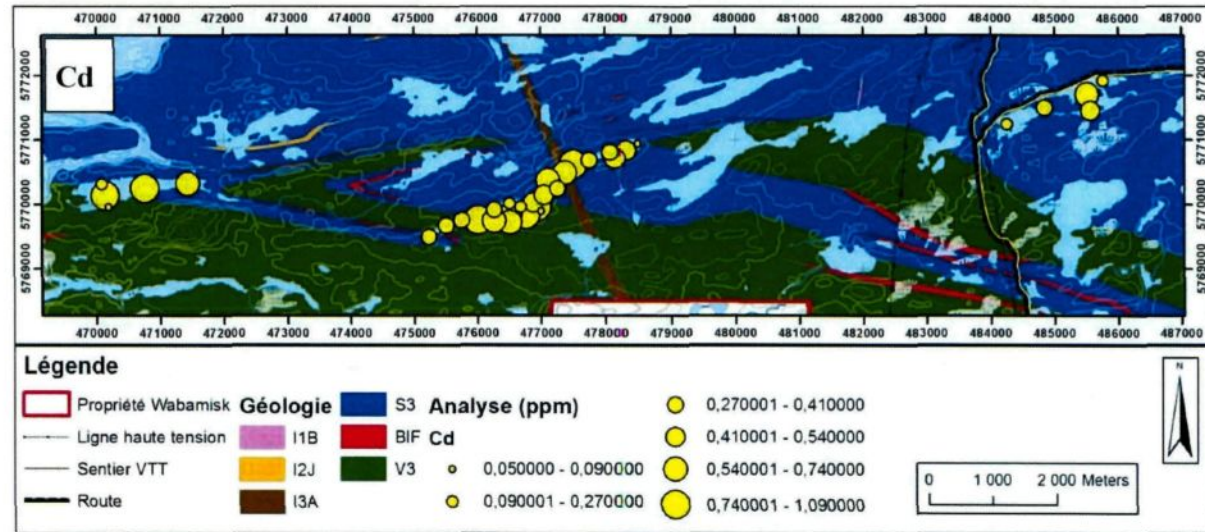 470000 471000 472000 473000 474000 475000 476000 477000 478000 479000 480000 481000 482000 483000 484000 485000 486000 487000
Cd
5772000 5772000
5771000 5771000
5770000 5770000
5769000 5769000
470000 471000 472000 473000 474000 475000 476000 477000 478000 479000 480000 481000 482000 483000 484000 485000 486000 487000
Légende
Propriété Wabamisk
Ligne haute tension
Sentier VTT
Route
Géologie
I1B
I2J
I3A
S3
BIF
V3
Analyse (ppm)
Cd
0,050000 - 0,090000
0,090001 - 0,270000
0,270001 - 0,410000
0,410001 - 0,540000
0,540001 - 0,740000
0,740001 - 1,090000
N
0 1 000 2 000 Meters